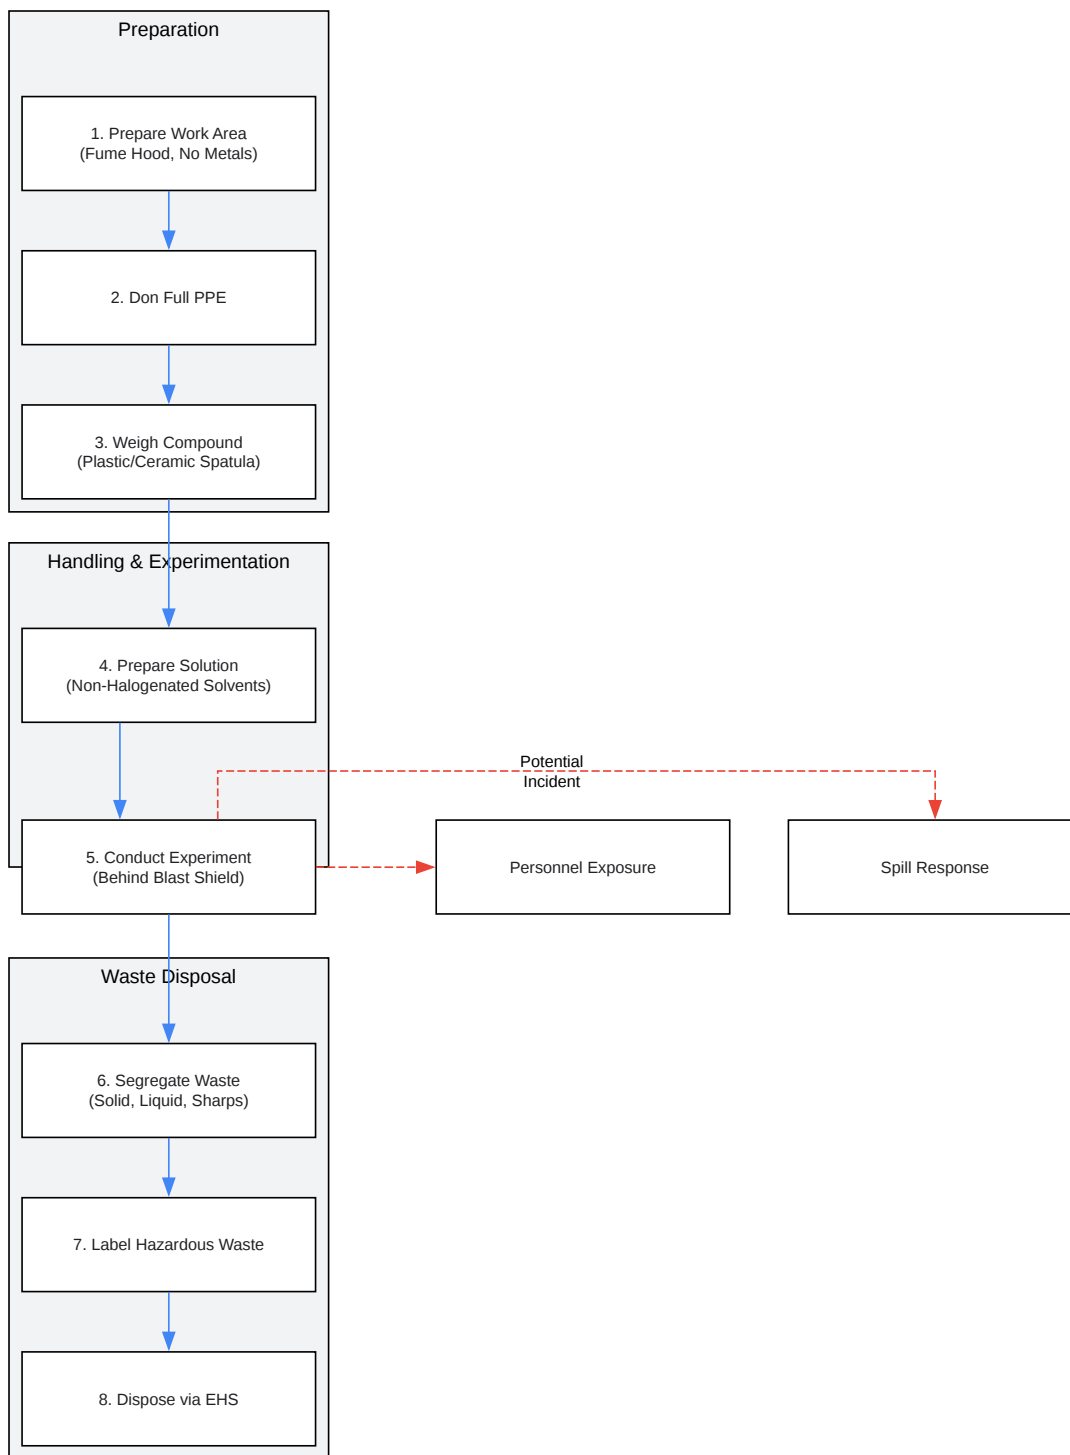 Preparation
1. Prepare Work Area
(Fume Hood, No Metals)
2. Don Full PPE
3. Weigh Compound
(Plastic/Ceramic Spatula)
Handling & Experimentation
4. Prepare Solution
(Non-Halogenated Solvents)
Potential
Incident
5. Conduct Experiment
(Behind Blast Shield)
Personnel Exposure
Spill Response
Waste Disposal
6. Segregate Waste
(Solid, Liquid, Sharps)
7. Label Hazardous Waste
8. Dispose via EHS